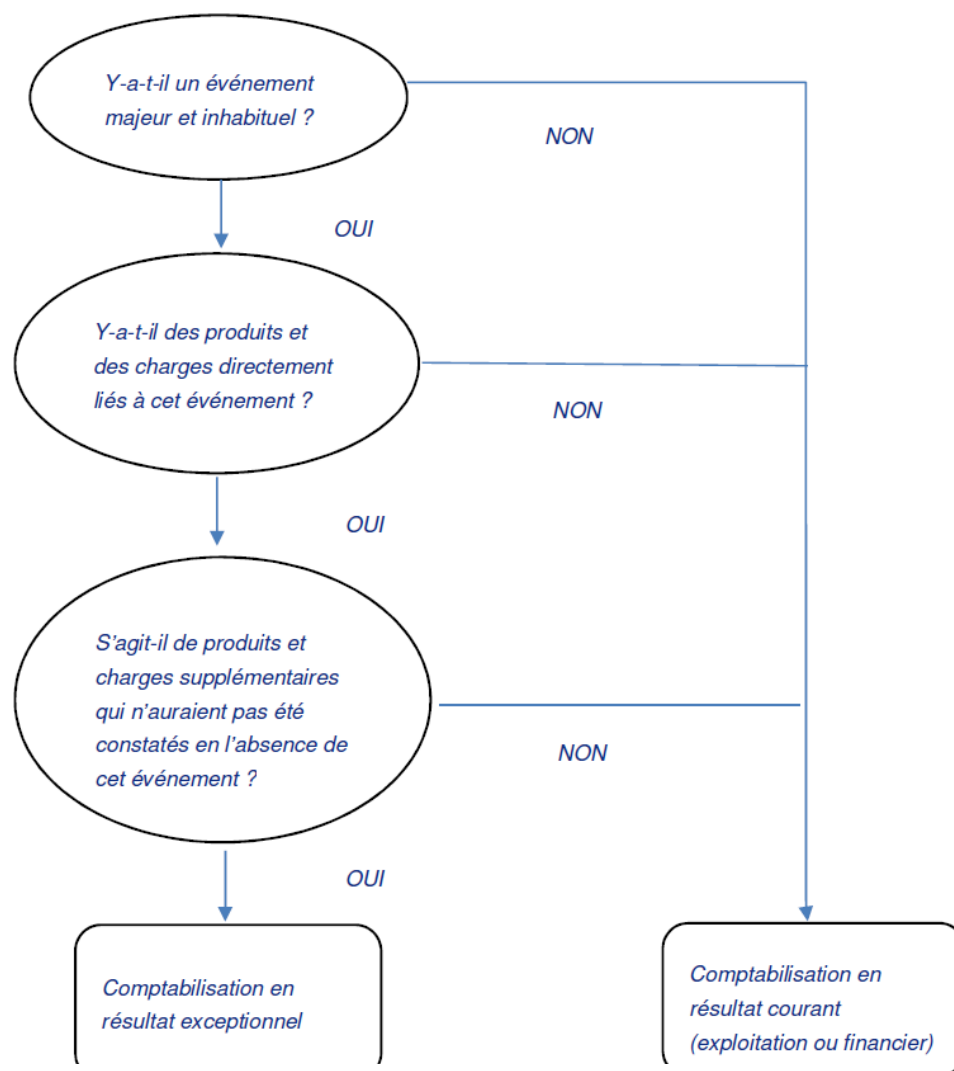 Y-a-t-il un événement
majeur et inhabituel ?
NON
OUI
Y-a-t-il des produits et
des charges directement
liés à cet événement ?
NON
OUI
S'agit-il de produits et
charges supplémentaires
qui n'auraient pas été
constatés en l'absence de
cet événement ?
NON
OUI
Comptabilisation en
résultat exceptionnel
Comptabilisation en
résultat courant
(exploitation ou financier)